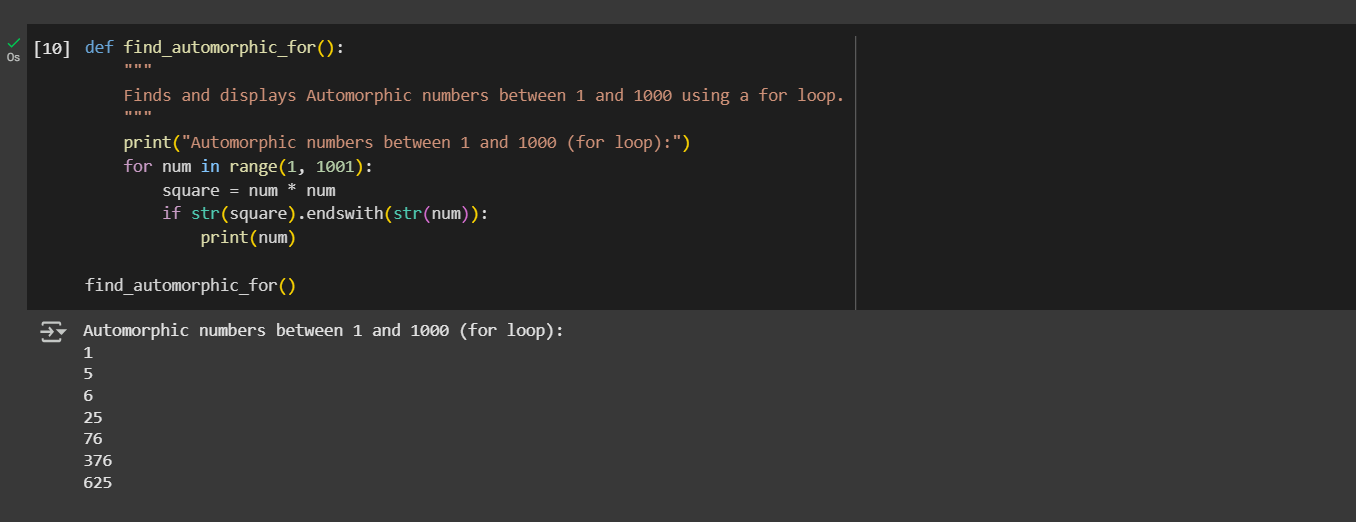 [10] def find_automorphic_for():
    """
    Finds and displays Automorphic numbers between 1 and 1000 using a for loop.
    """
    print("Automorphic numbers between 1 and 1000 (for loop):")
    for num in range(1, 1001):
        square = num * num
        if str(square).endswith(str(num)):
            print(num)
find_automorphic_for()
0s
Automorphic numbers between 1 and 1000 (for loop):
1
5
6
25
76
376
625